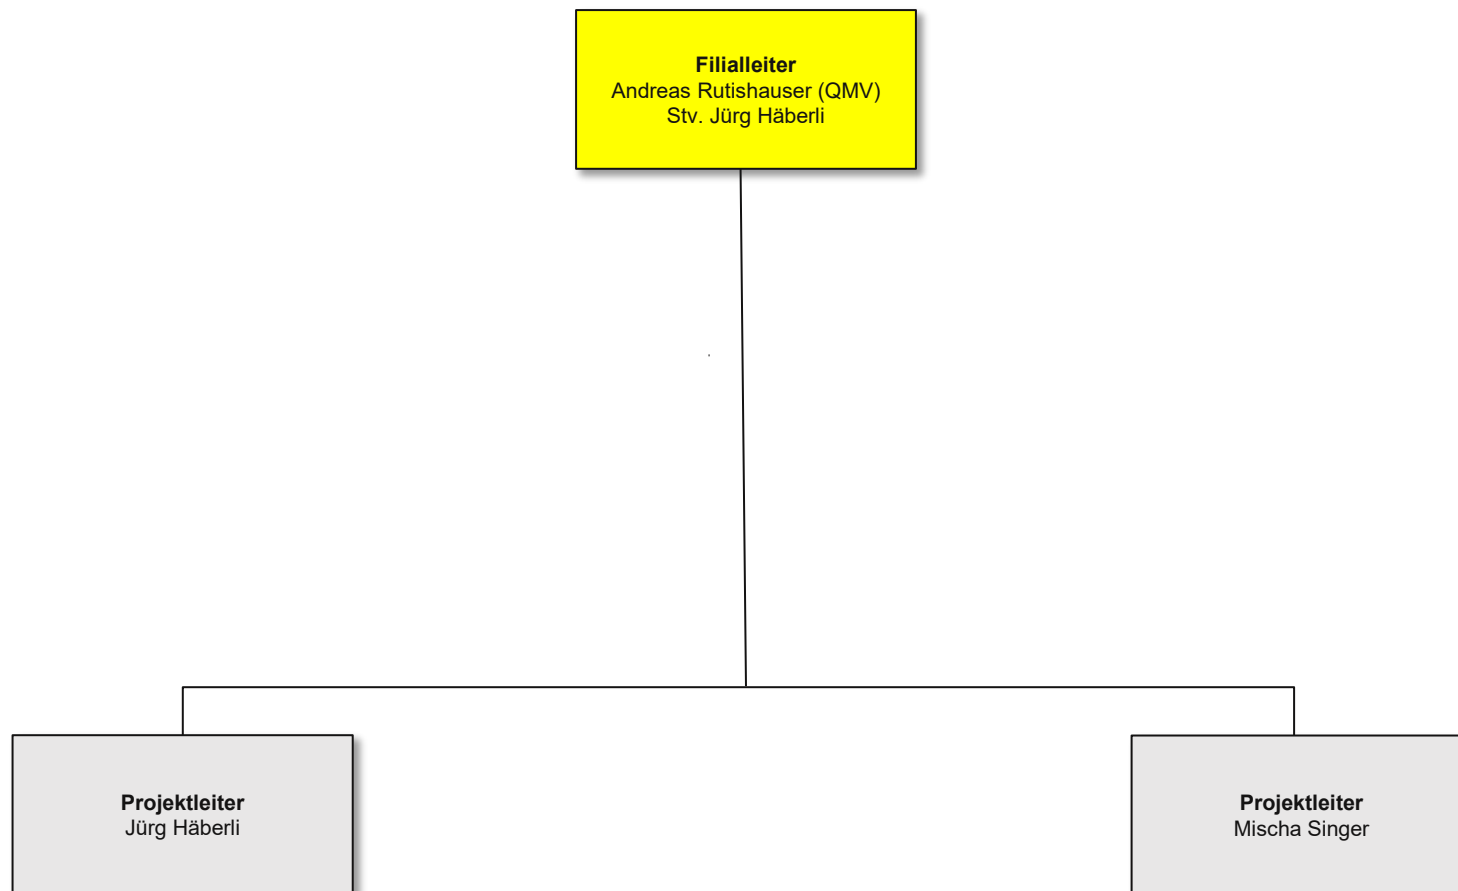 Filialleiter
Andreas Rutishauser (QMV)
Stv. Jürg Häberli
Projektleiter
Jürg Häberli
Projektleiter
Mischa Singer